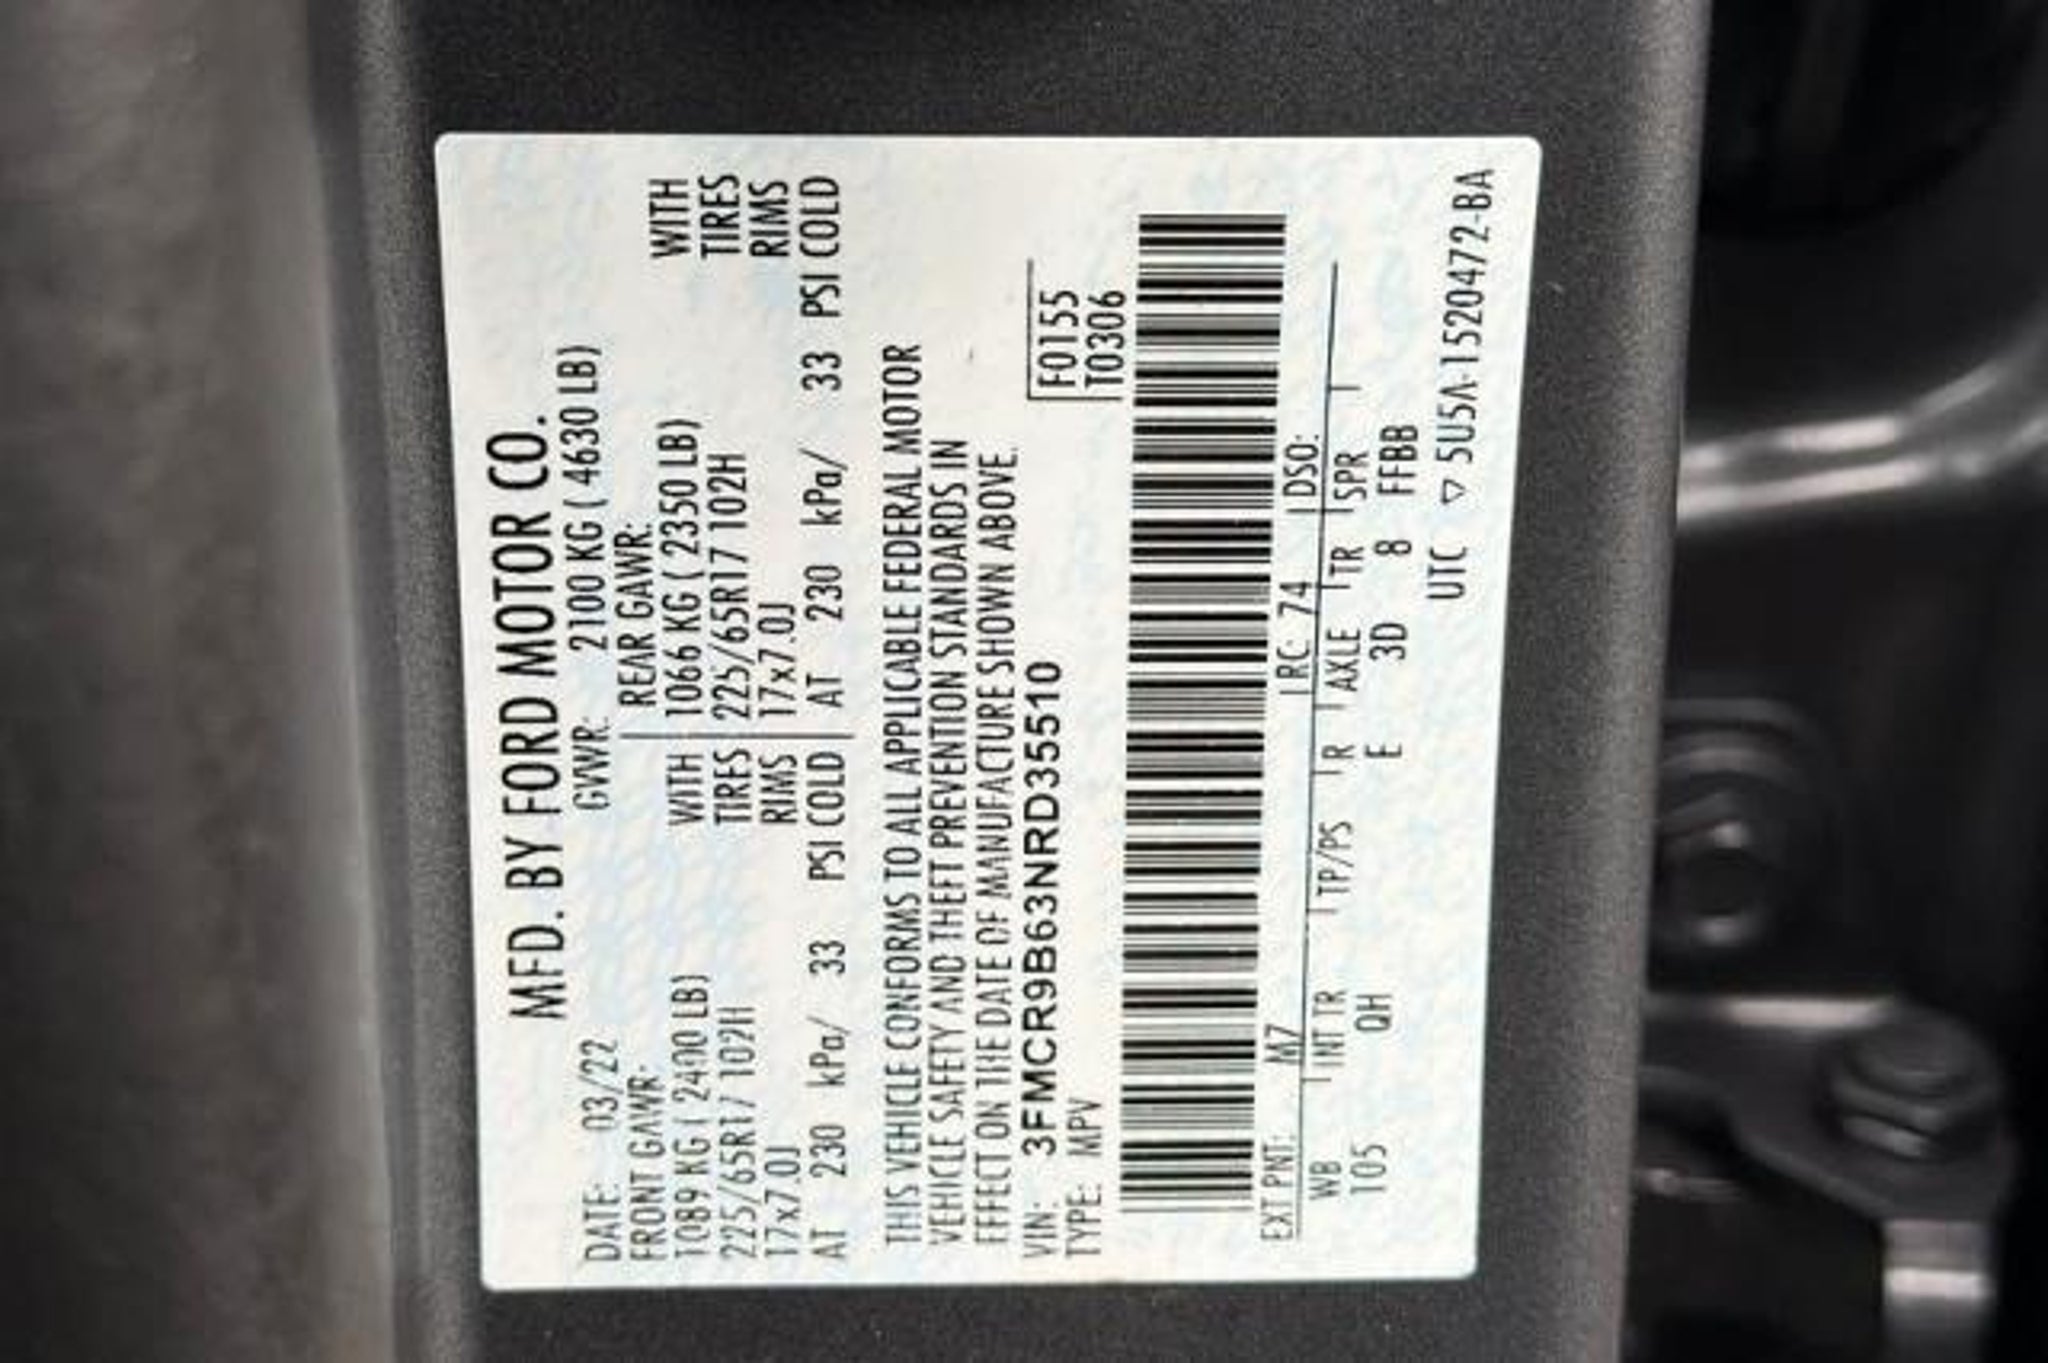 MFD. BY FORD MOTOR CO.
DATE: 03/22 GVWR: 2100 KG ( 4630 LB)
FRONT GAWR: REAR GAWR:
1089 KG ( 2400 LB) WITH 1066 KG ( 2350 LB) WITH
225/65R17 102H TIRES 225/65R17 102H TIRES
17x7.0J RIMS 17x7.0J RIMS
AT 230 kPa/ 33 PSI COLD AT 230 kPa/ 33 PSI COLD
THIS VEHICLE CONFORMS TO ALL APPLICABLE FEDERAL MOTOR
VEHICLE SAFETY AND THEFT PREVENTION STANDARDS IN
EFFECT ON THE DATE OF MANUFACTURE SHOWN ABOVE.
VIN: 3FMCR9B63NRD35510 F0155
TYPE: MPV T0306
EXT PNT: M7 RC: 74 DSO:
WB INT TR TP/PS R AXLE TR SPR
105 QH E 3D 8 FFBB
UTC ▽ 5U5A-1520472-BA